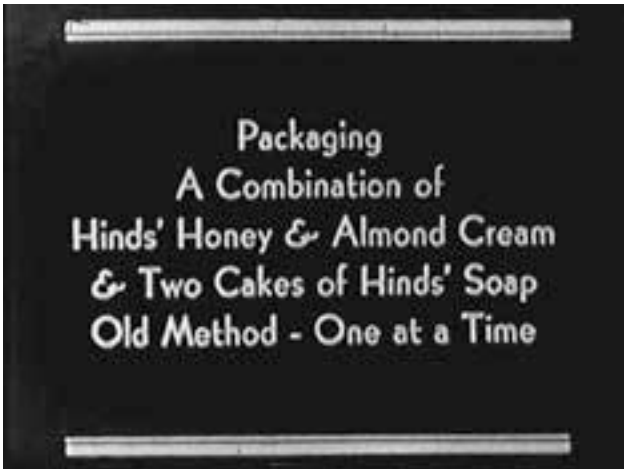 Packaging
A Combination of
Hinds' Honey & Almond Cream
& Two Cakes of Hinds' Soap
Old Method - One at a Time